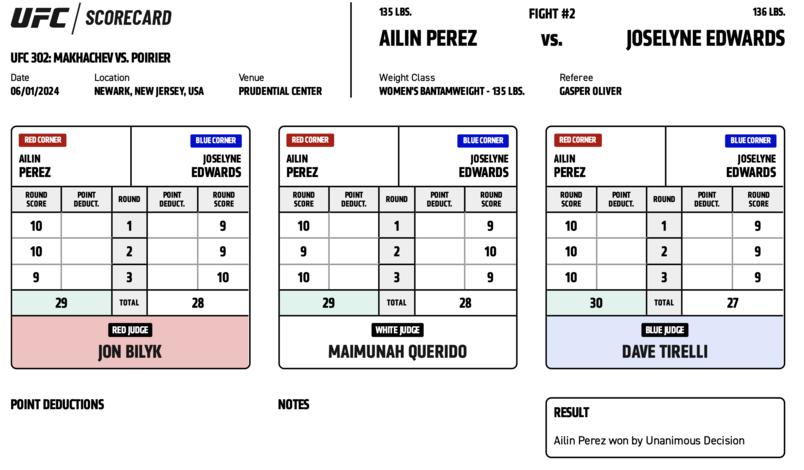 UFC / SCORECARD
135 LBS. FIGHT #2 136 LBS.
AILIN PEREZ vs. JOSELYNE EDWARDS
UFC 302: MAKHACHEV VS. POIRIER
Date Location Venue Weight Class Referee
06/01/2024 NEWARK, NEW JERSEY, USA PRUDENTIAL CENTER WOMEN'S BANTAMWEIGHT - 135 LBS. GASPER OLIVER
RED CORNER BLUE CORNER
AILIN JOSELYNE
PEREZ EDWARDS
ROUND SCORE POINT DEDUCT. ROUND POINT DEDUCT. ROUND SCORE
10 1 9
10 2 9
9 3 10
29 TOTAL 28
RED JUDGE
JON BILYK
RED CORNER BLUE CORNER
AILIN JOSELYNE
PEREZ EDWARDS
ROUND SCORE POINT DEDUCT. ROUND POINT DEDUCT. ROUND SCORE
10 1 9
9 2 10
10 3 9
29 TOTAL 28
WHITE JUDGE
MAIMUNAH QUERIDO
RED CORNER BLUE CORNER
AILIN JOSELYNE
PEREZ EDWARDS
ROUND SCORE POINT DEDUCT. ROUND POINT DEDUCT. ROUND SCORE
10 1 9
10 2 9
10 3 9
30 TOTAL 27
BLUE JUDGE
DAVE TIRELLI
POINT DEDUCTIONS
NOTES
RESULT
Ailin Perez won by Unanimous Decision